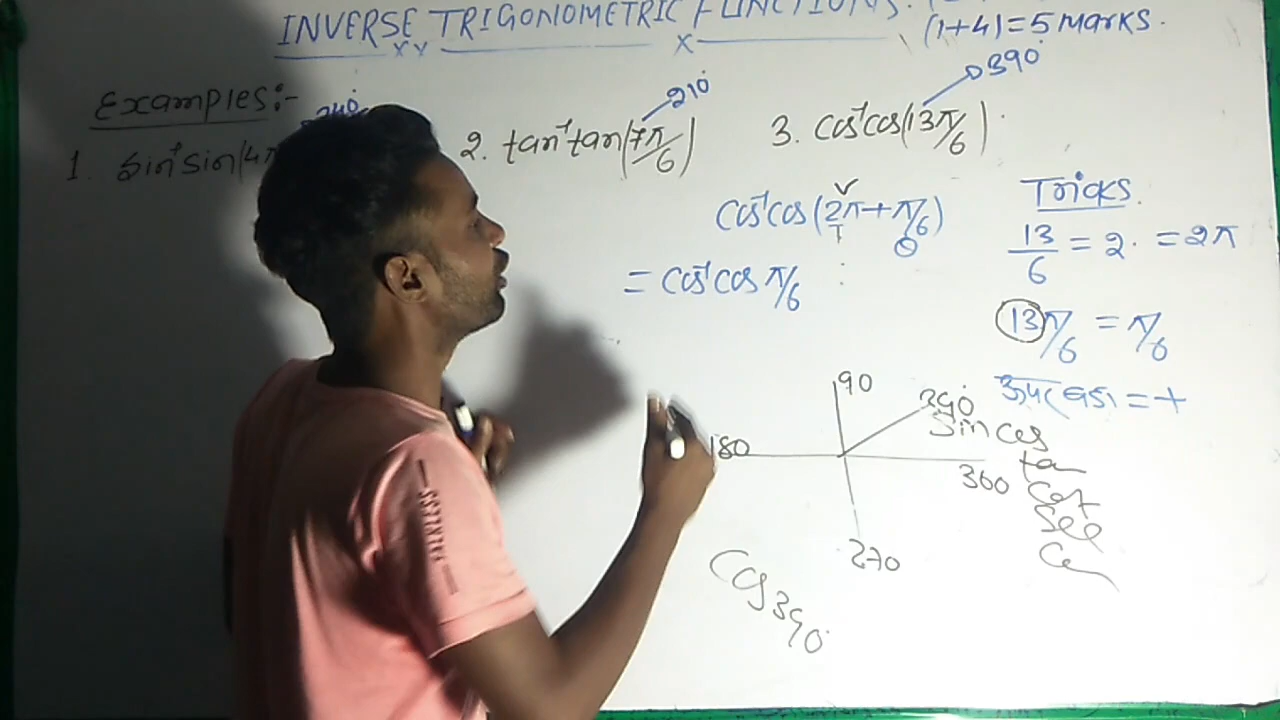 INVERSE TRIGONOMETRIC FUNCTIONS.
(1+4)=5 Marks.
Examples:-
1. sin⁻¹sin(4π
2. tan⁻¹tan(7π/6)
210°
3. cos⁻¹cos(13π/6).
390°
cos⁻¹cos(2π+π/6)
= cos⁻¹cos π/6
Tricks.
13/6 = 2. = 2π
13π/6 = π/6
= +
90
390°
180
360
270
sin cos
tan
cot
sec
cos 390°
ESSENTALS